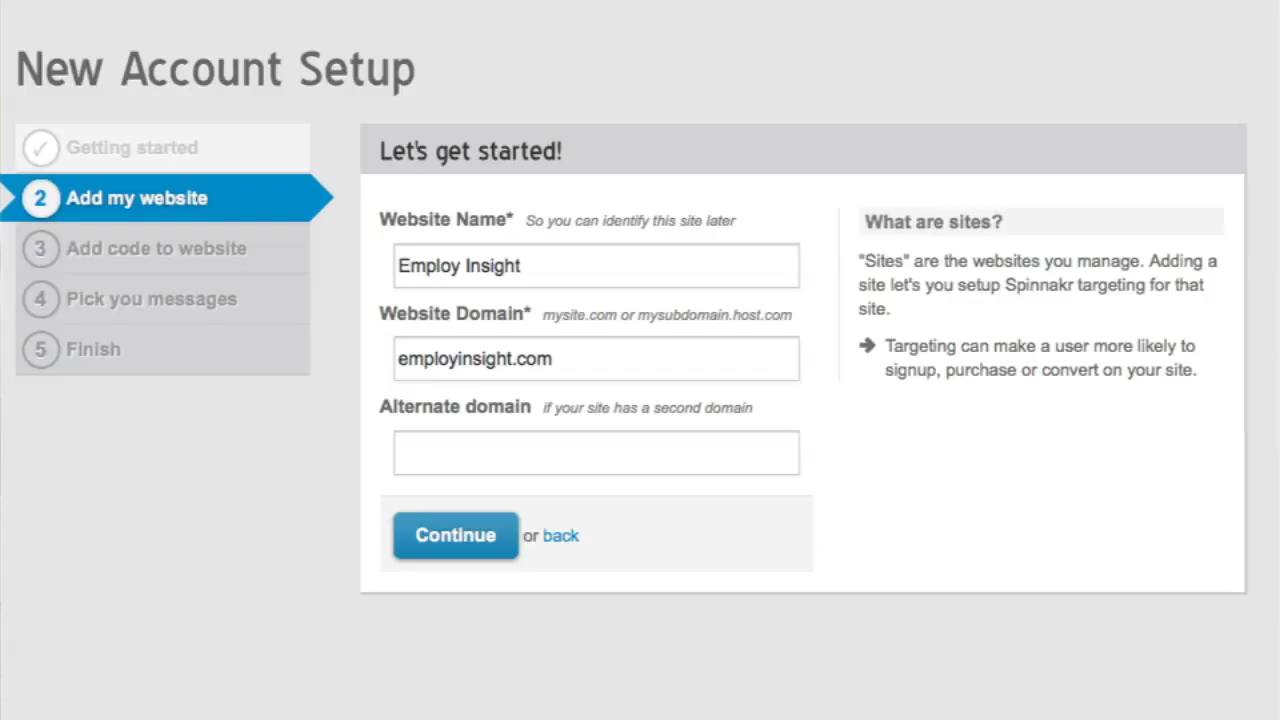 New Account Setup
✓ Getting started
2 Add my website
3 Add code to website
4 Pick you messages
5 Finish
Let's get started!
Website Name* So you can identify this site later
Employ Insight
Website Domain* mysite.com or mysubdomain.host.com
employinsight.com
Alternate domain if your site has a second domain
Continue or back
What are sites?
"Sites" are the websites you manage. Adding a
site let's you setup Spinnakr targeting for that
site.
Targeting can make a user more likely to
signup, purchase or convert on your site.